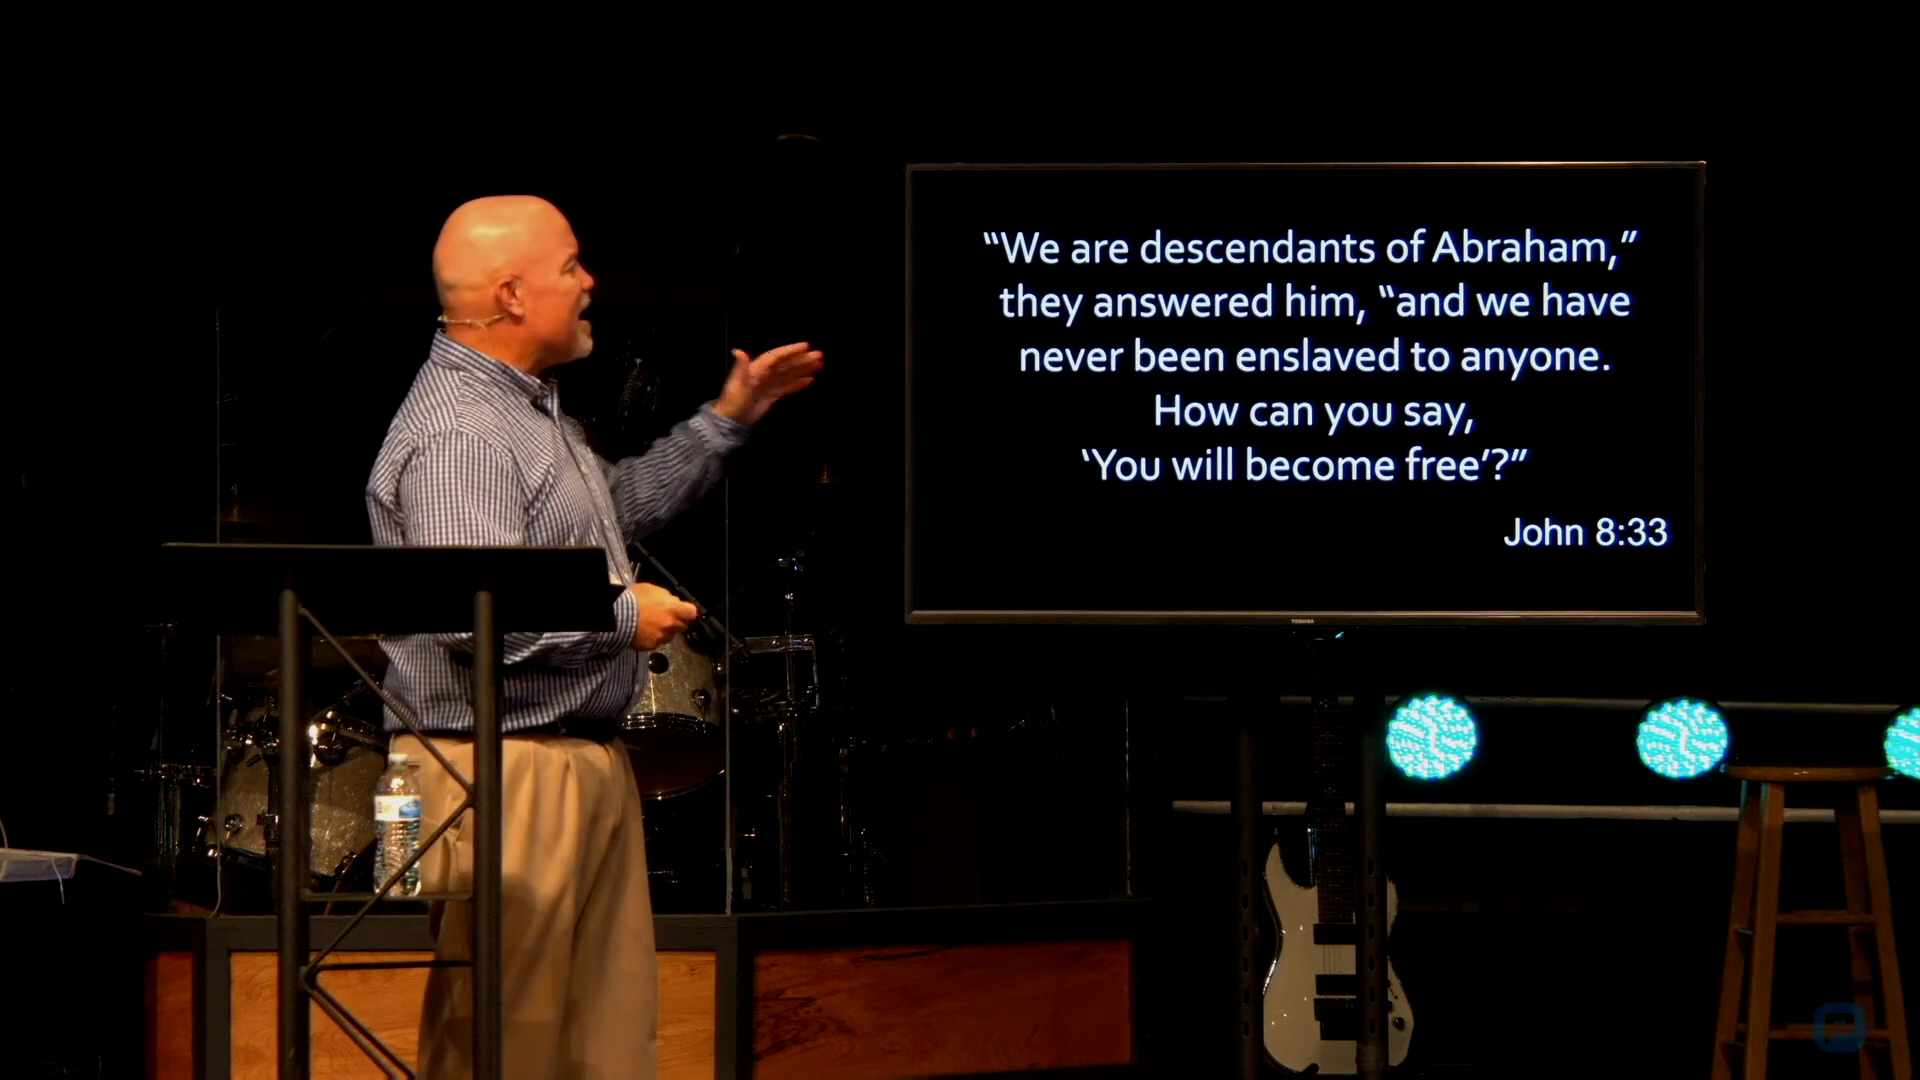 “We are descendants of Abraham,”
they answered him, “and we have
never been enslaved to anyone.
How can you say,
‘You will become free’?”
John 8:33
TOSHIBA